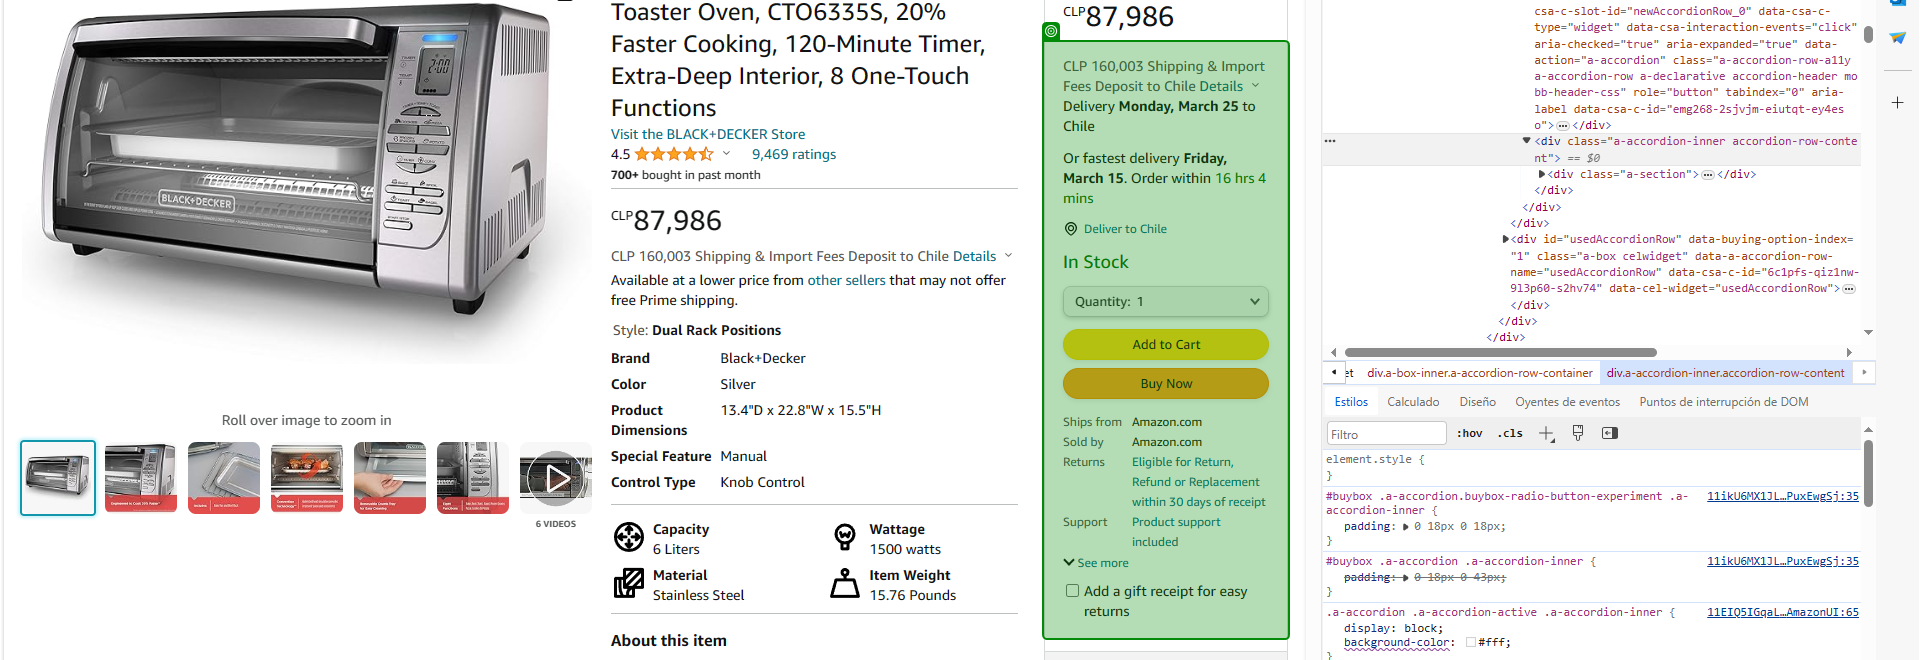 Toaster Oven, CTO6335S, 20%
Faster Cooking, 120-Minute Timer,
Extra-Deep Interior, 8 One-Touch
Functions
Visit the BLACK+DECKER Store
4.5
9,469 ratings
700+ bought in past month
CLP87,986
CLP 160,003 Shipping & Import Fees Deposit to Chile Details
Available at a lower price from other sellers that may not offer
free Prime shipping.
Style: Dual Rack Positions
Brand Black+Decker
Color Silver
Product 13.4"D x 22.8"W x 15.5"H
Dimensions
Special Feature Manual
Control Type Knob Control
Capacity
6 Liters
Wattage
1500 watts
Material
Stainless Steel
Item Weight
15.76 Pounds
About this item
BLACK+DECKER
2:00
Roll over image to zoom in
6 VIDEOS
CLP87,986
CLP 160,003 Shipping & Import
Fees Deposit to Chile Details
Delivery Monday, March 25 to
Chile
Or fastest delivery Friday,
March 15. Order within 16 hrs 4
mins
Deliver to Chile
In Stock
Quantity: 1
Add to Cart
Buy Now
Ships from Amazon.com
Sold by Amazon.com
Returns Eligible for Return,
Refund or Replacement
within 30 days of receipt
Support Product support
included
See more
Add a gift receipt for easy
returns
csa-c-slot-id="newAccordionRow_0" data-csa-c-
type="widget" data-csa-interaction-events="click"
aria-checked="true" aria-expanded="true" data-
action="a-accordion" class="a-accordion-row-a11y
a-accordion-row a-declarative accordion-header mo
bb-header-css" role="button" tabindex="0" aria-
label data-csa-c-id="emg268-2sjvjm-eiutqt-ey4es
o"> … </div>
<div class="a-accordion-inner accordion-row-conte
nt"> == $0
<div class="a-section"> … </div>
</div>
</div>
</div>
<div id="usedAccordionRow" data-buying-option-index=
"1" class="a-box celwidget" data-a-accordion-row-
name="usedAccordionRow" data-csa-c-id="6c1pfs-qiz1nw-
9l3p60-s2hv74" data-cel-widget="usedAccordionRow"> …
</div>
</div>
</div>
et div.a-box-inner.a-accordion-row-container div.a-accordion-inner.accordion-row-content
Estilos Calculado Diseño Oyentes de eventos Puntos de interrupción de DOM
Filtro :hov .cls
element.style {
}
#buybox .a-accordion.buybox-radio-button-experiment .a- 11ikU6MX1JL…PuxEwgSj:35
accordion-inner {
padding: 0 18px 0 18px;
}
#buybox .a-accordion .a-accordion-inner { 11ikU6MX1JL…PuxEwgSj:35
padding: 0 18px 0 43px;
}
.a-accordion .a-accordion-active .a-accordion-inner { 11EIQ5IGqaL…AmazonUI:65
display: block;
background-color: #fff;
}